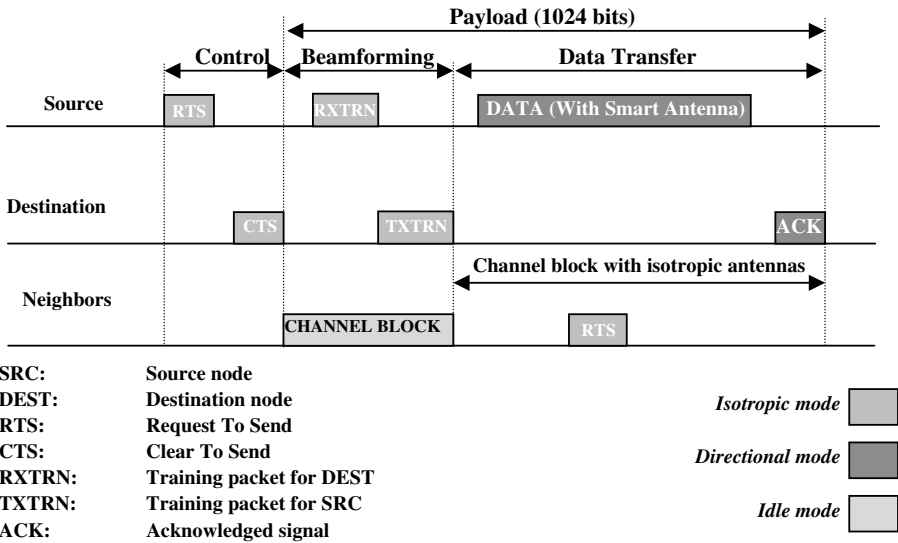 Payload (1024 bits)
Control
Beamforming
Data Transfer
Source
RTS
RXTRN
DATA (With Smart Antenna)
Destination
CTS
TXTRN
ACK
Channel block with isotropic antennas
Neighbors
CHANNEL BLOCK
RTS
SRC: Source node
DEST: Destination node
RTS: Request To Send
CTS: Clear To Send
RXTRN: Training packet for DEST
TXTRN: Training packet for SRC
ACK: Acknowledged signal
Isotropic mode
Directional mode
Idle mode